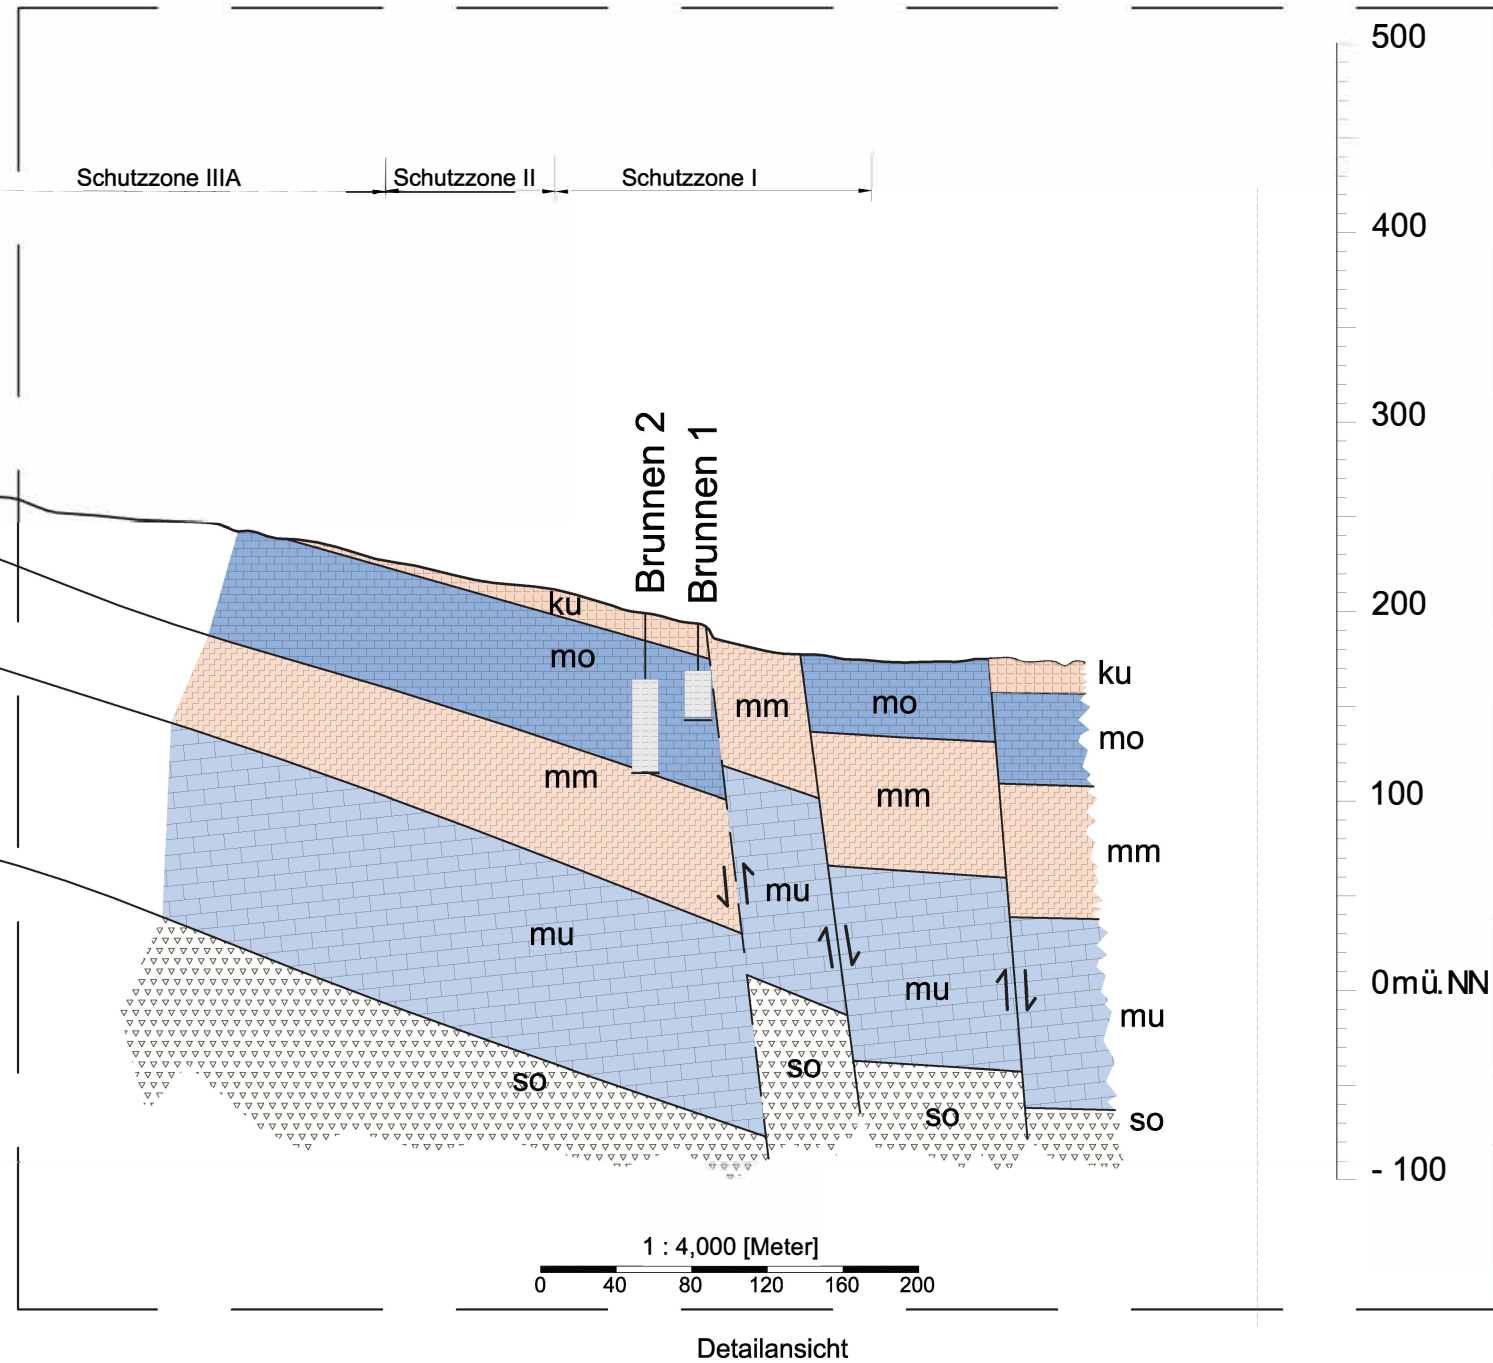 500
Schutzzone IIIA
Schutzzone II
Schutzzone I
400
300
Brunnen 2
Brunnen 1
200
ku
mo
mm
mo
ku
mo
mm
mm
100
mm
mu
mu
mu
0mü.NN
mu
so
so
so
so
- 100
1 : 4,000 [Meter]
0 40 80 120 160 200
Detailansicht